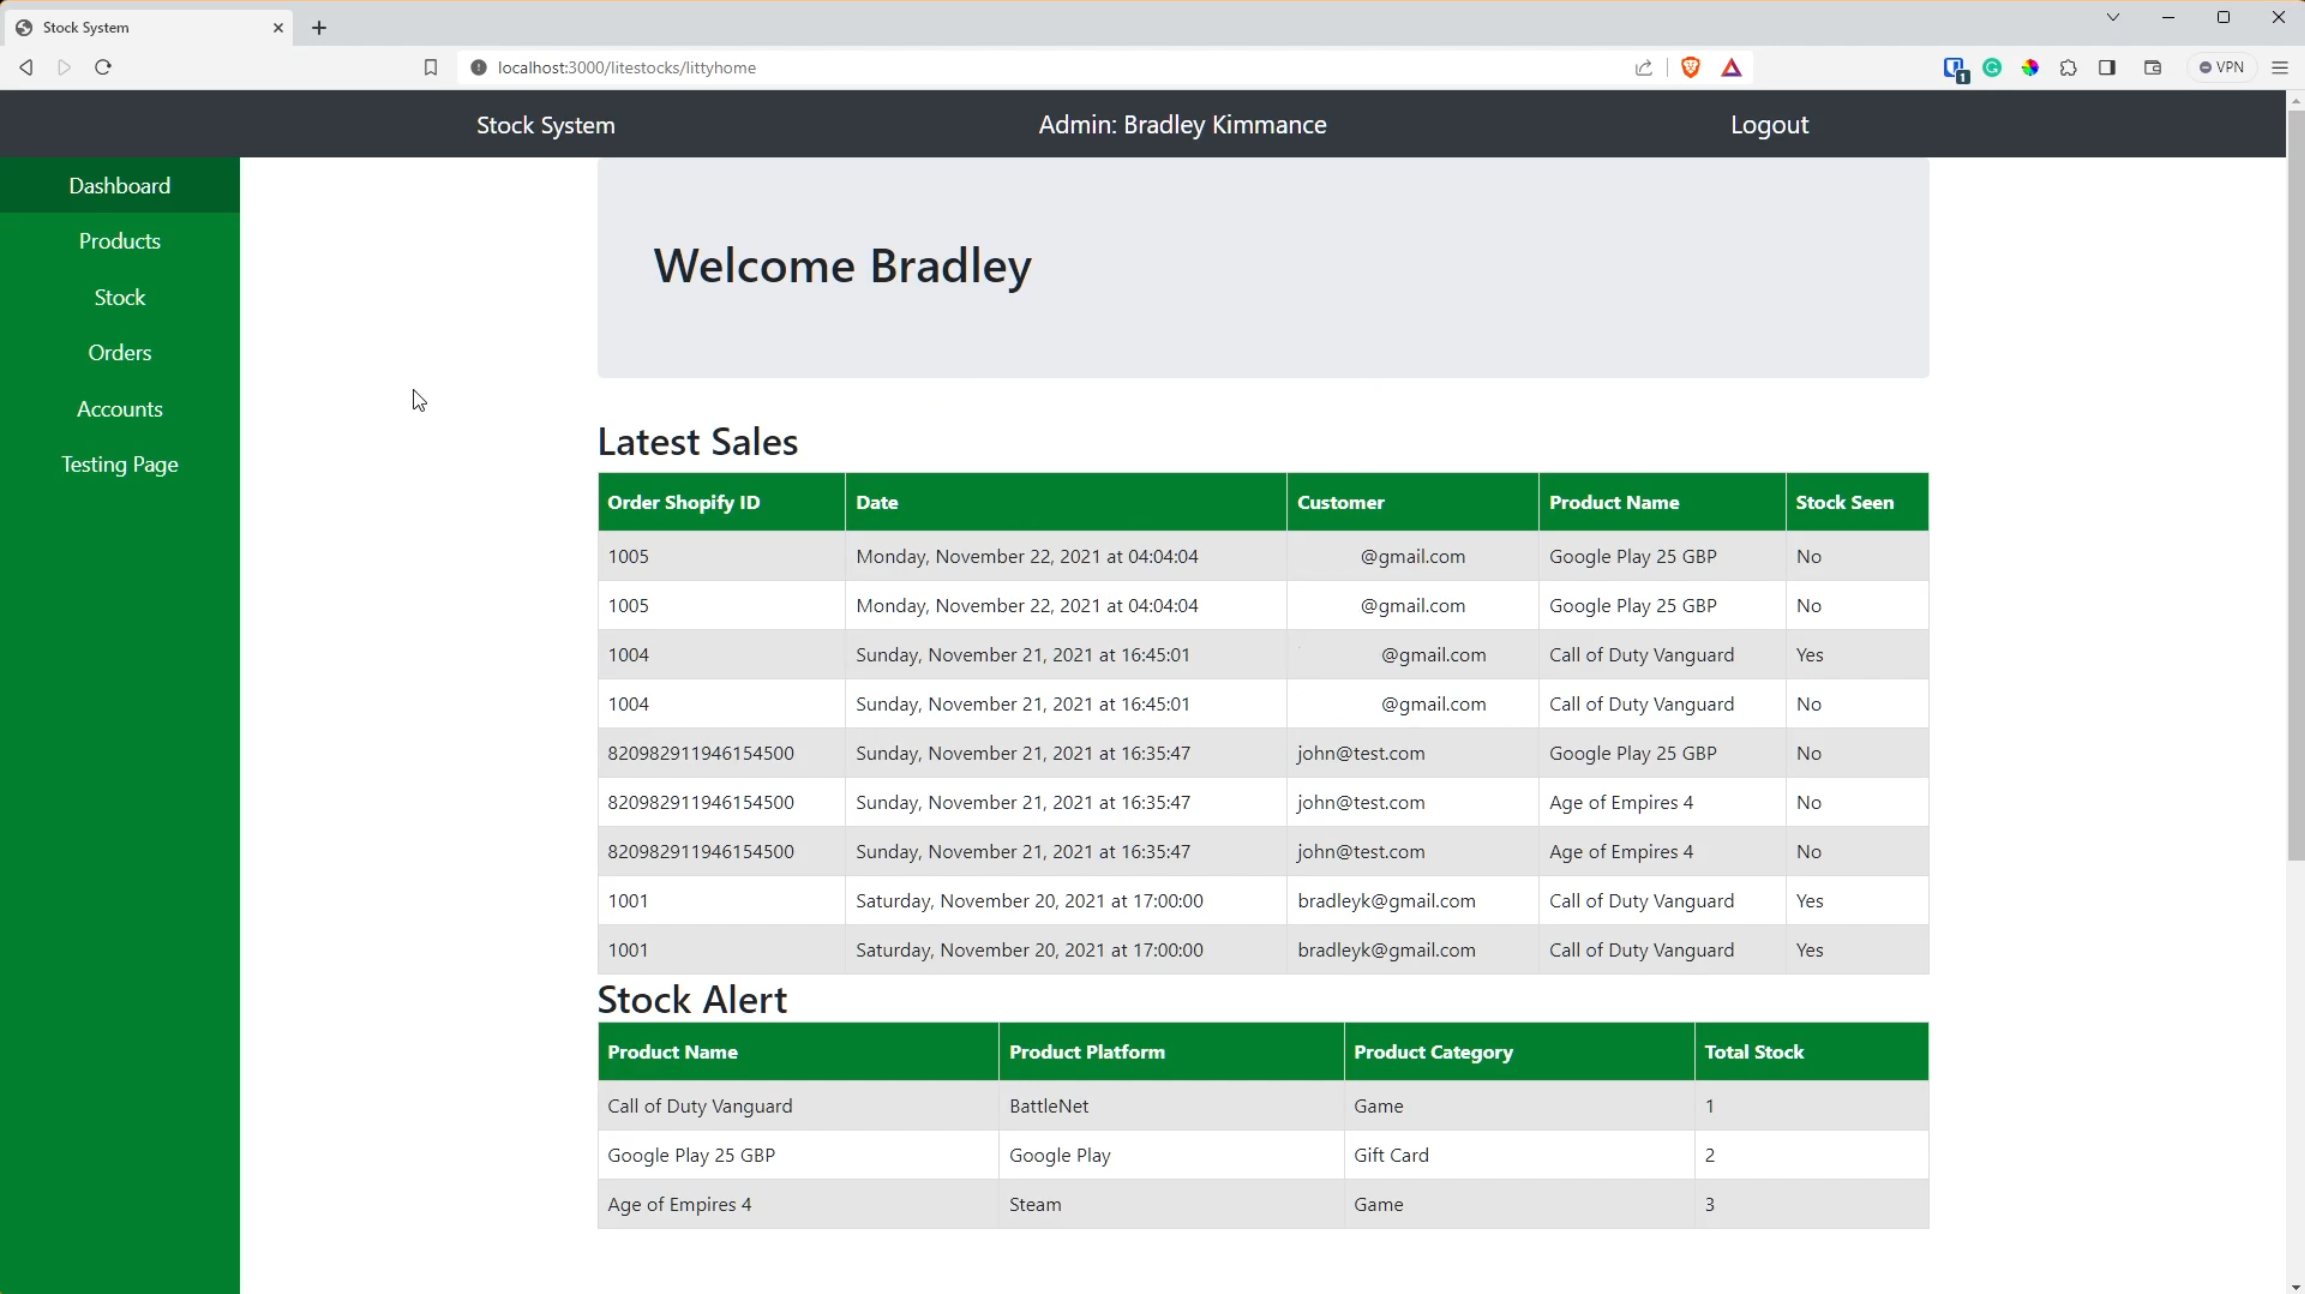 Stock System
localhost:3000/litestocks/littyhome
1
VPN
Stock System Admin: Bradley Kimmance Logout
Dashboard
Products
Stock
Orders
Accounts
Testing Page
Welcome Bradley
Latest Sales
Order Shopify ID Date Customer Product Name Stock Seen
1005 Monday, November 22, 2021 at 04:04:04 @gmail.com Google Play 25 GBP No
1005 Monday, November 22, 2021 at 04:04:04 @gmail.com Google Play 25 GBP No
1004 Sunday, November 21, 2021 at 16:45:01 @gmail.com Call of Duty Vanguard Yes
1004 Sunday, November 21, 2021 at 16:45:01 @gmail.com Call of Duty Vanguard No
820982911946154500 Sunday, November 21, 2021 at 16:35:47 john@test.com Google Play 25 GBP No
820982911946154500 Sunday, November 21, 2021 at 16:35:47 john@test.com Age of Empires 4 No
820982911946154500 Sunday, November 21, 2021 at 16:35:47 john@test.com Age of Empires 4 No
1001 Saturday, November 20, 2021 at 17:00:00 bradleyk@gmail.com Call of Duty Vanguard Yes
1001 Saturday, November 20, 2021 at 17:00:00 bradleyk@gmail.com Call of Duty Vanguard Yes
Stock Alert
Product Name Product Platform Product Category Total Stock
Call of Duty Vanguard BattleNet Game 1
Google Play 25 GBP Google Play Gift Card 2
Age of Empires 4 Steam Game 3